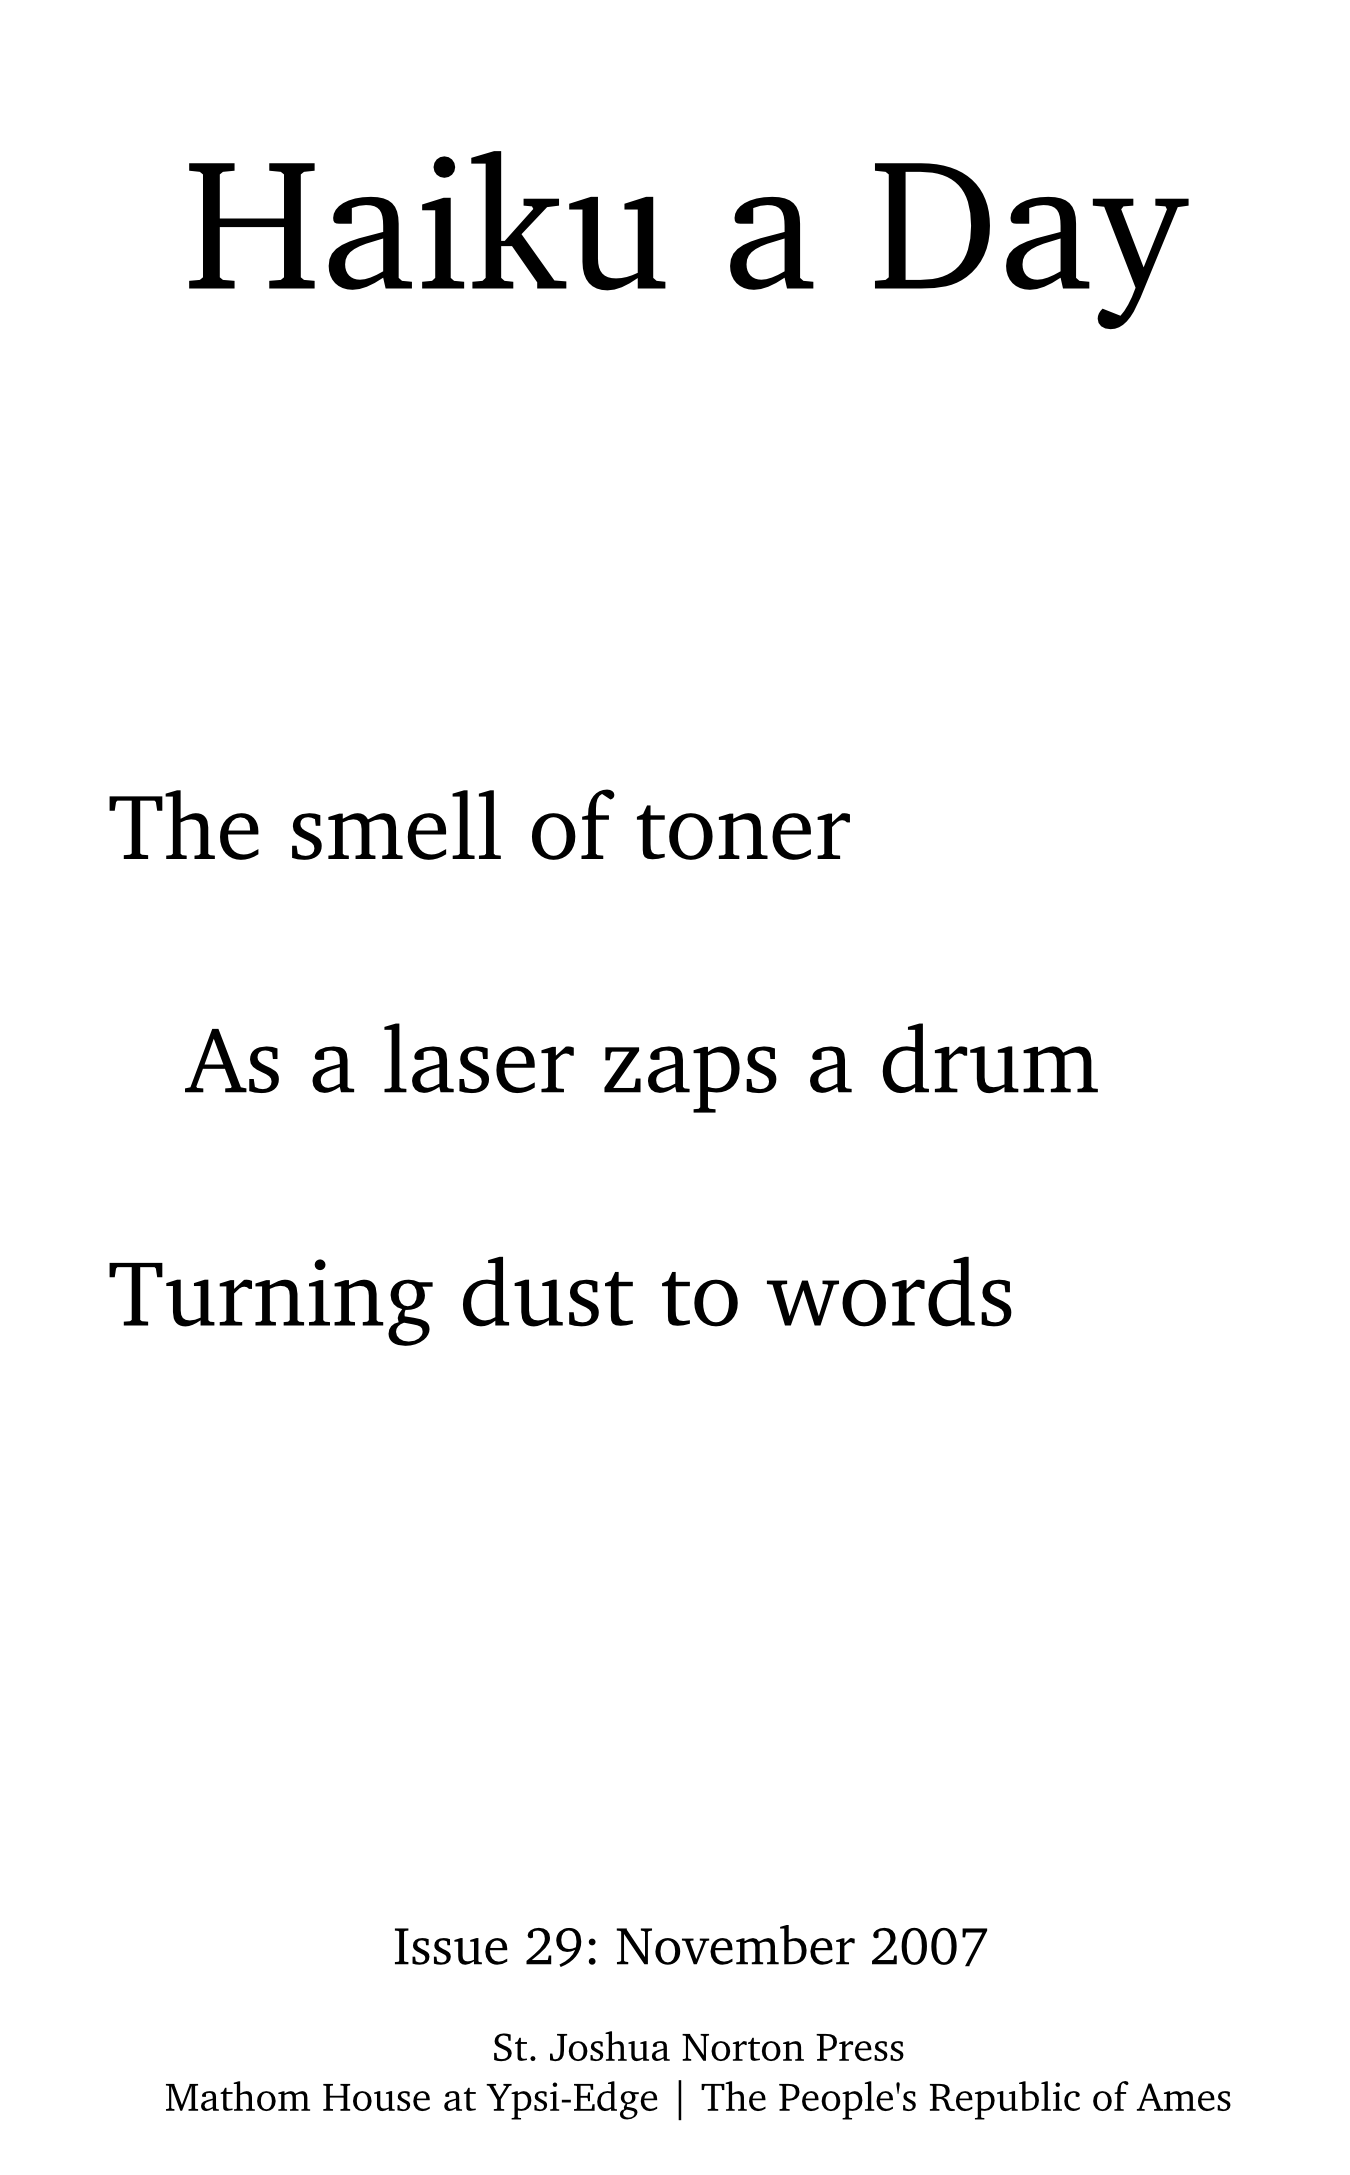 Haiku a Day
The smell of toner
As a laser zaps a drum
Turning dust to words
Issue 29: November 2007
St. Joshua Norton Press
Mathom House at Ypsi-Edge | The People's Republic of Ames